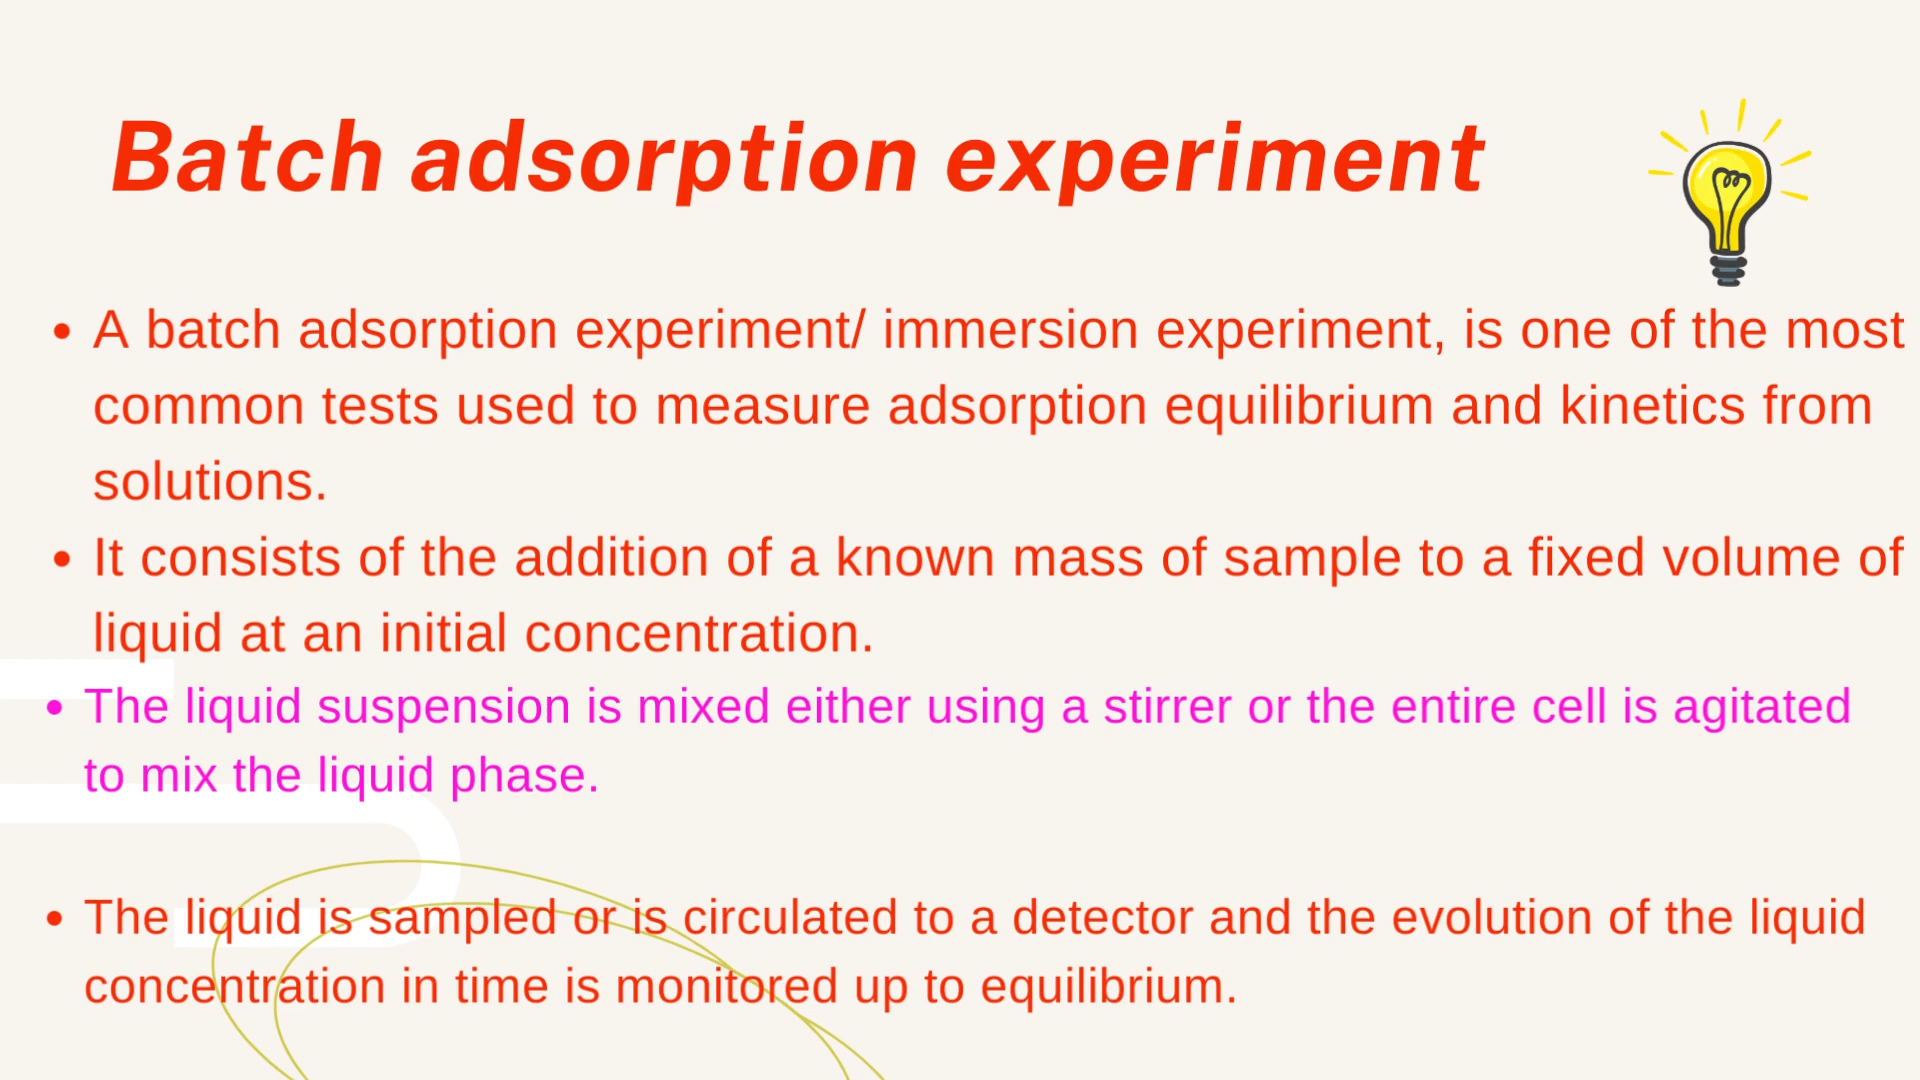 Batch adsorption experiment
• A batch adsorption experiment/ immersion experiment, is one of the most
common tests used to measure adsorption equilibrium and kinetics from
solutions.
• It consists of the addition of a known mass of sample to a fixed volume of
liquid at an initial concentration.
• The liquid suspension is mixed either using a stirrer or the entire cell is agitated
to mix the liquid phase.
• The liquid is sampled or is circulated to a detector and the evolution of the liquid
concentration in time is monitored up to equilibrium.